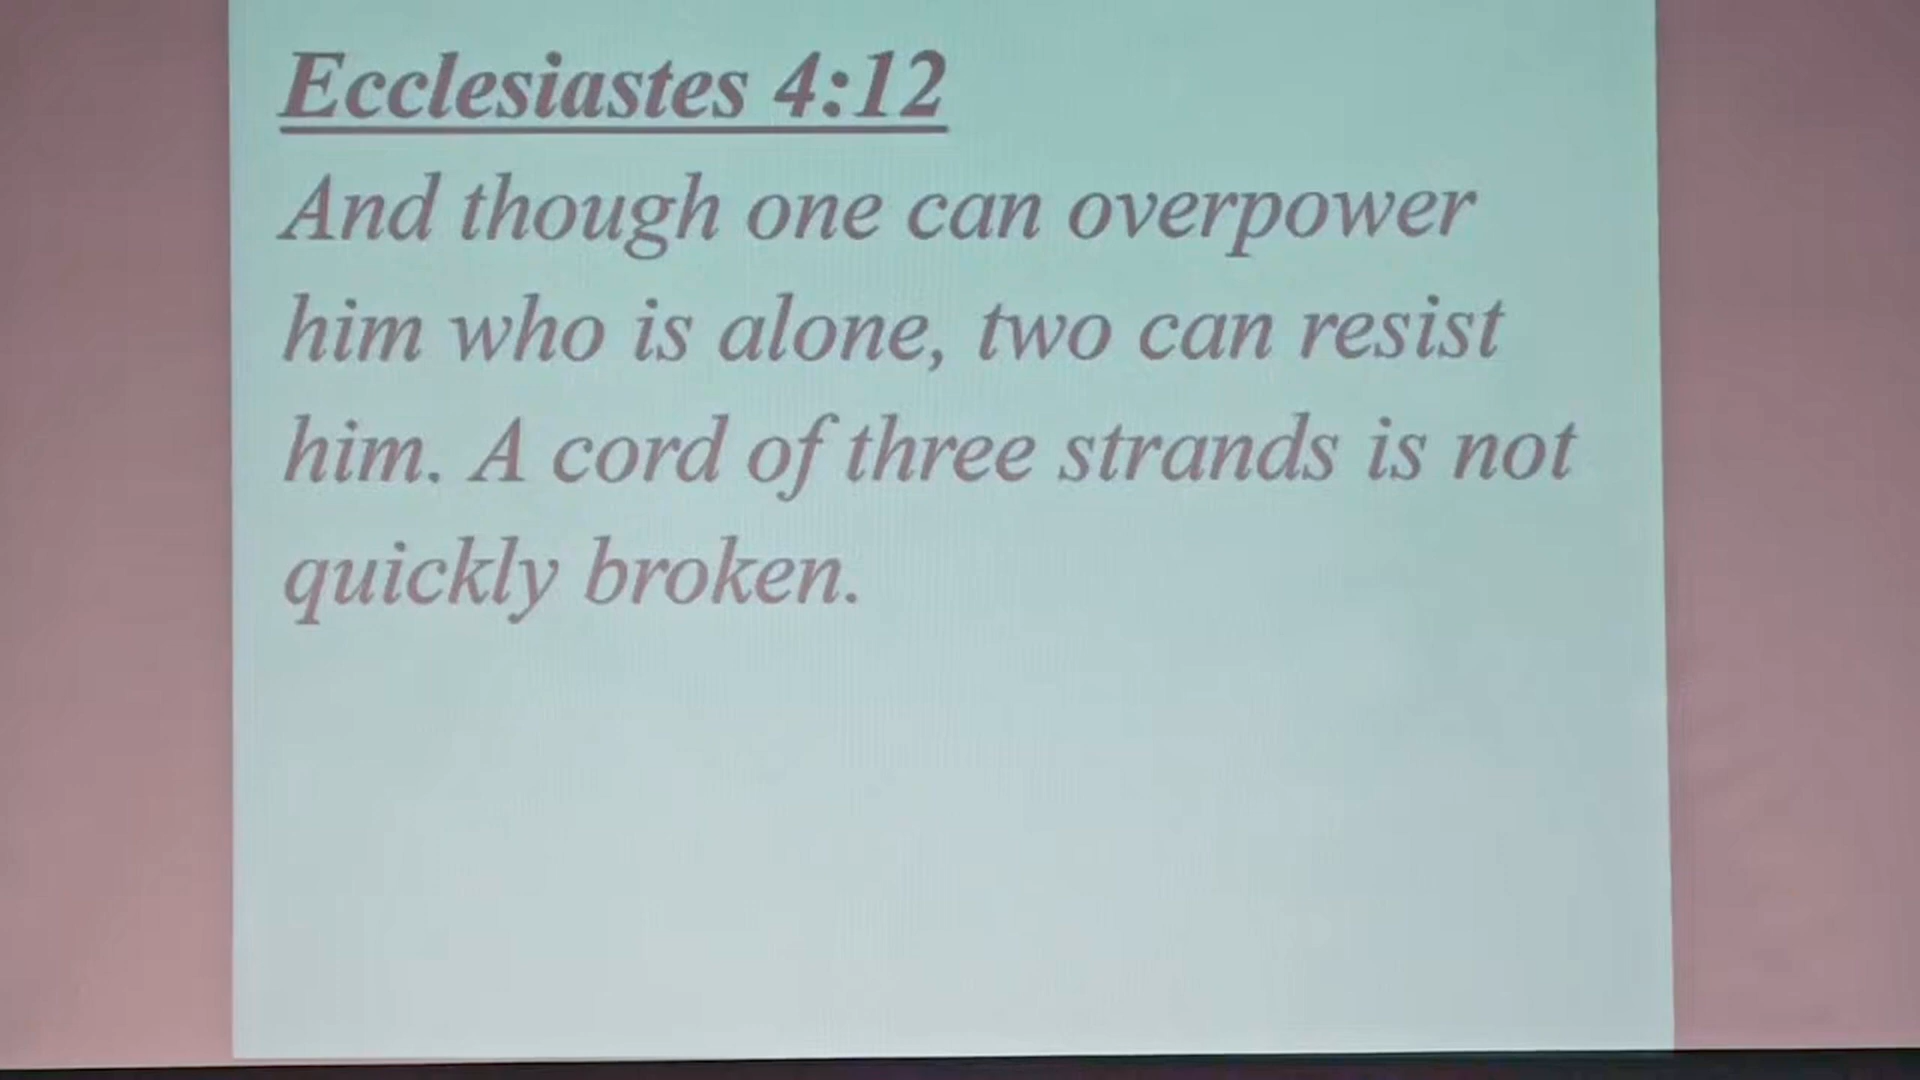 Ecclesiastes 4:12
And though one can overpower
him who is alone, two can resist
him. A cord of three strands is not
quickly broken.